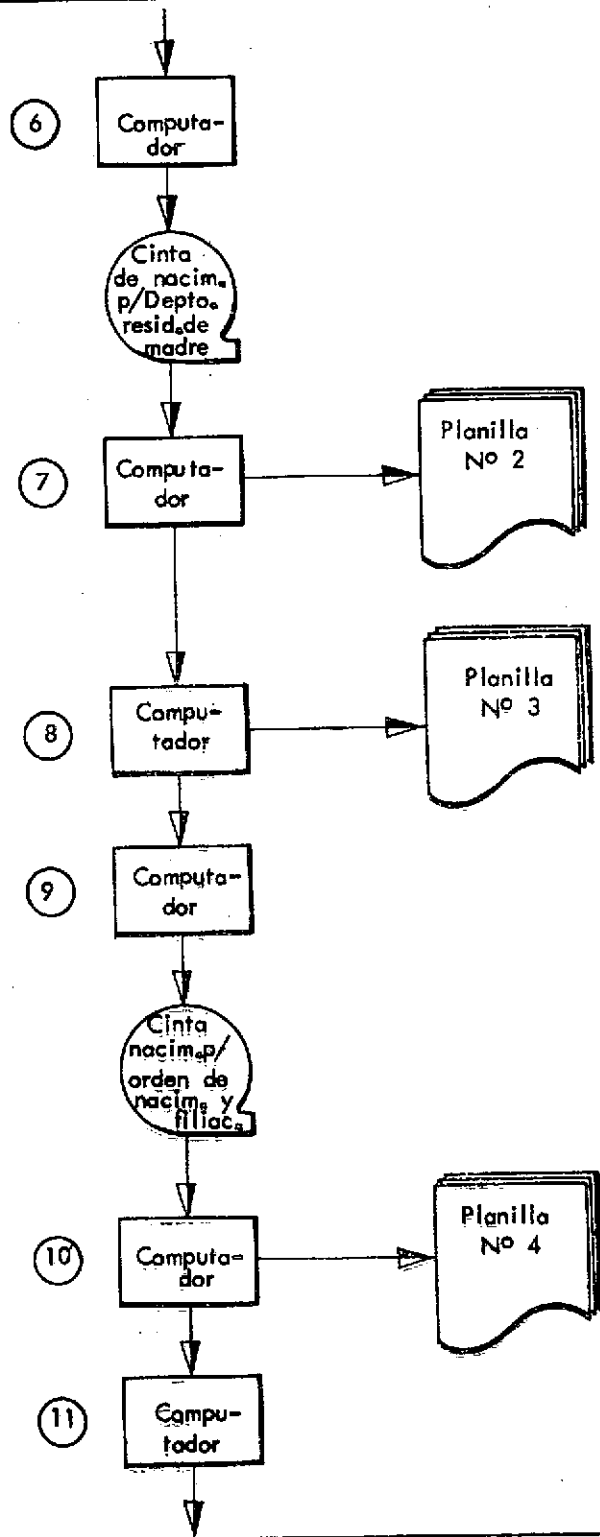 6
Computa-
dor
Cinta
de nacim.
p/Depto.
resid.de
madre
7
Computa-
dor
Planilla
Nº 2
8
Compu-
tador
Planilla
Nº 3
9
Computa-
dor
Cinta
nacim.p/
orden de
nacim. y
filiac.
10
Computa-
dor
Planilla
Nº 4
11
Compu-
tador